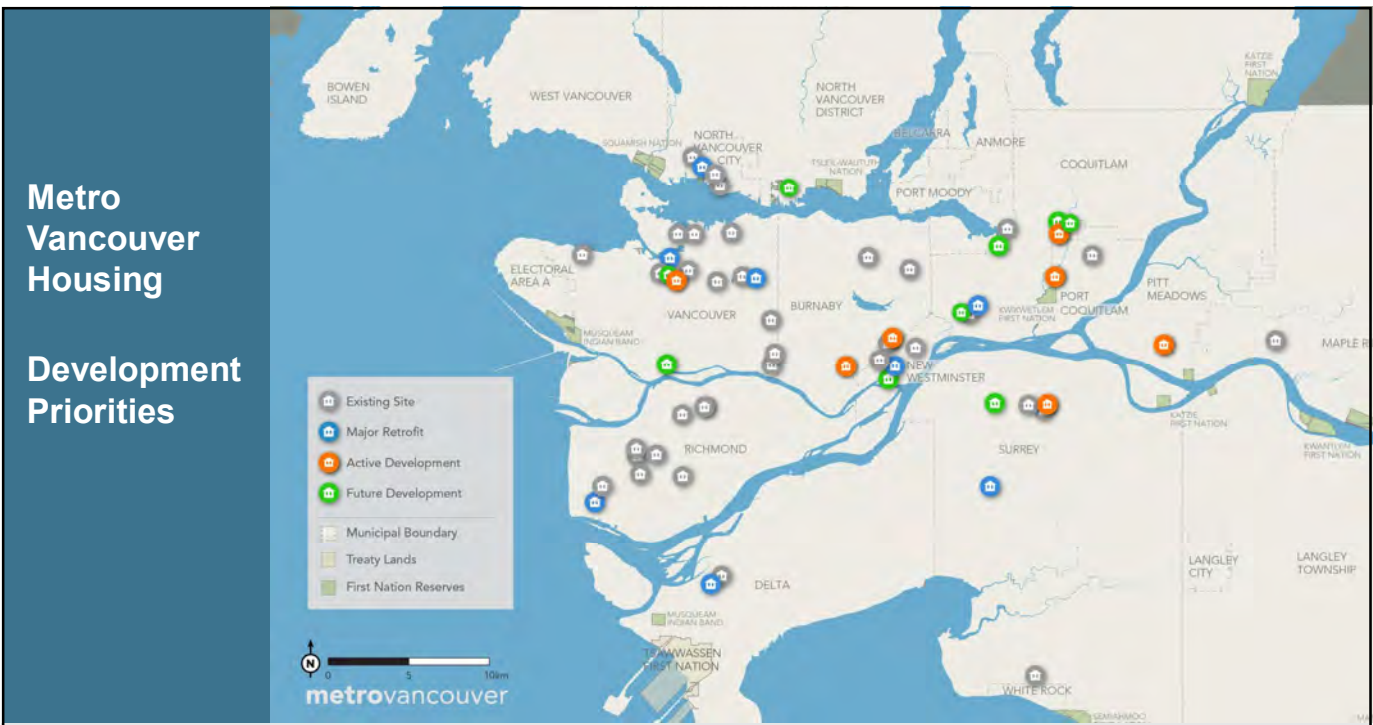 Metro
Vancouver
Housing
Development
Priorities
BOWEN
ISLAND
WEST VANCOUVER
NORTH
VANCOUVER
DISTRICT
KATZIE
FIRST
NATION
SQUAMISH NATION
NORTH
VANCOUVER
CITY
TSLEIL-WAUTUTH
NATION
BELCARRA
ANMORE
COQUITLAM
PORT MOODY
ELECTORAL
AREA A
MUSQUEAM
INDIAN BAND
VANCOUVER
BURNABY
KWIKWETLEM
FIRST NATION
PORT
COQUITLAM
PITT
MEADOWS
MAPLE R
NEW
WESTMINSTER
KATZIE
FIRST NATION
KWANTLEN
FIRST NATION
RICHMOND
SURREY
Existing Site
Major Retrofit
Active Development
Future Development
Municipal Boundary
Treaty Lands
First Nation Reserves
DELTA
LANGLEY
CITY
LANGLEY
TOWNSHIP
MUSQUEAM
INDIAN BAND
TSAWWASSEN
FIRST NATION
WHITE ROCK
SEMIAHMOO
N
0 5 10km
metrovancouver